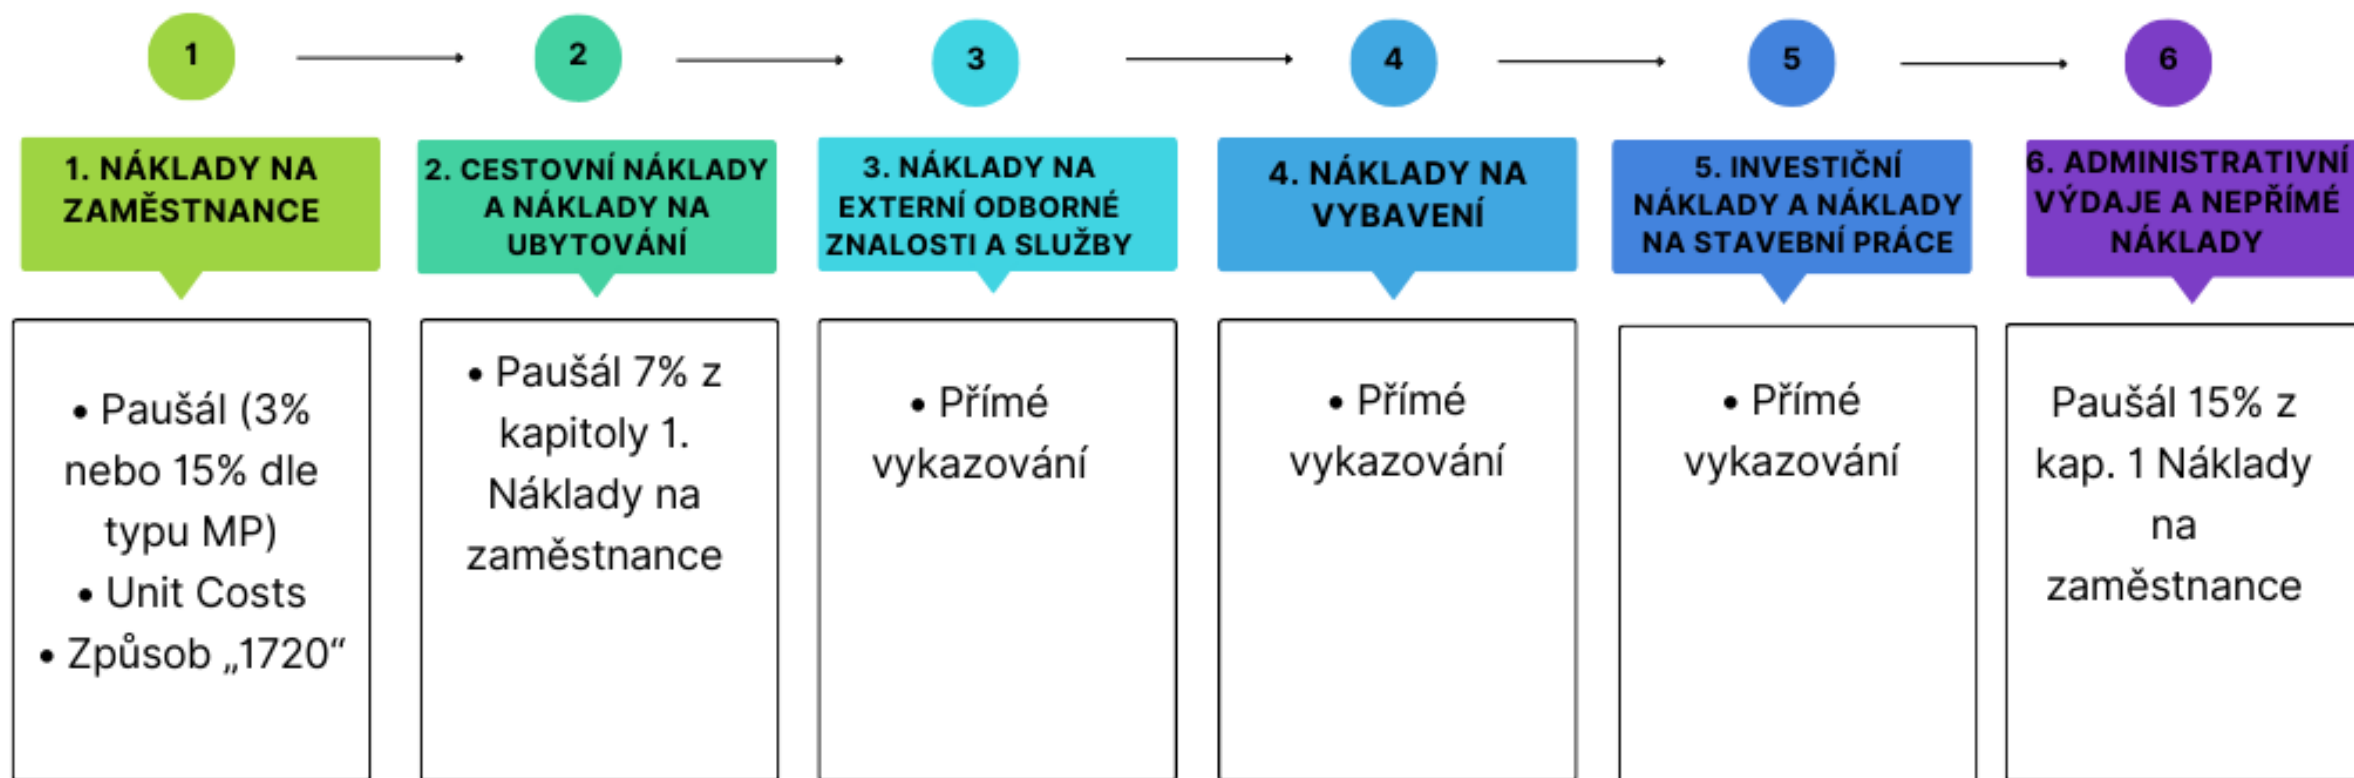 1
2
3
4
5
6
1. NÁKLADY NA
ZAMĚSTNANCE
2. CESTOVNÍ NÁKLADY
A NÁKLADY NA
UBYTOVÁNÍ
3. NÁKLADY NA
EXTERNÍ ODBORNÉ
ZNALOSTI A SLUŽBY
4. NÁKLADY NA
VYBAVENÍ
5. INVESTIČNÍ
NÁKLADY A NÁKLADY
NA STAVEBNÍ PRÁCE
6. ADMINISTRATIVNÍ
VÝDAJE A NEPŘÍMÉ
NÁKLADY
• Paušál (3%
nebo 15% dle
typu MP)
• Unit Costs
• Způsob „1720“
• Paušál 7% z
kapitoly 1.
Náklady na
zaměstnance
• Přímé
vykazování
• Přímé
vykazování
• Přímé
vykazování
Paušál 15% z
kap. 1 Náklady
na
zaměstnance